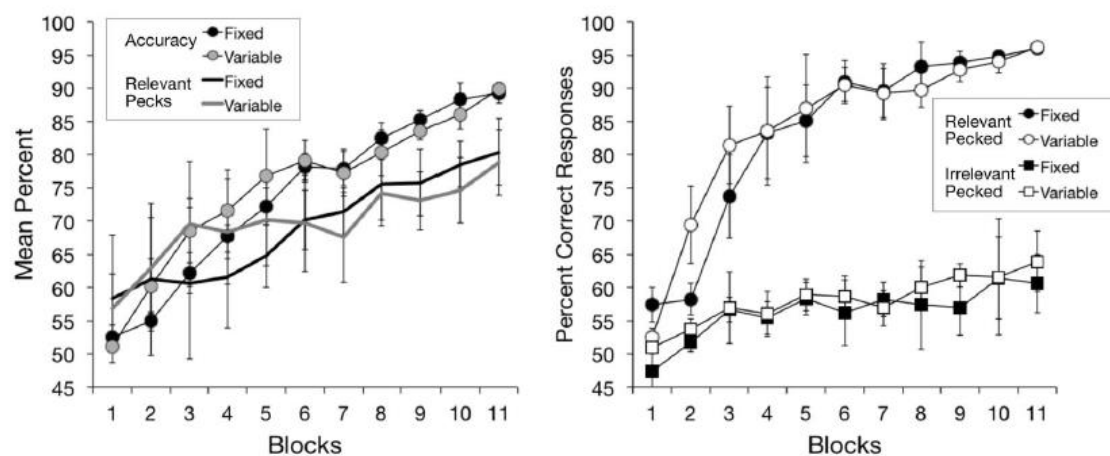 100
95
90
85
80
75
70
65
60
55
50
45
Mean Percent
Accuracy
Fixed
Variable
Relevant
Pecks
Fixed
Variable
1 2 3 4 5 6 7 8 9 10 11
Blocks
100
95
90
85
80
75
70
65
60
55
50
45
Percent Correct Responses
Relevant
Pecked
Fixed
Variable
Irrelevant
Pecked
Fixed
Variable
1 2 3 4 5 6 7 8 9 10 11
Blocks